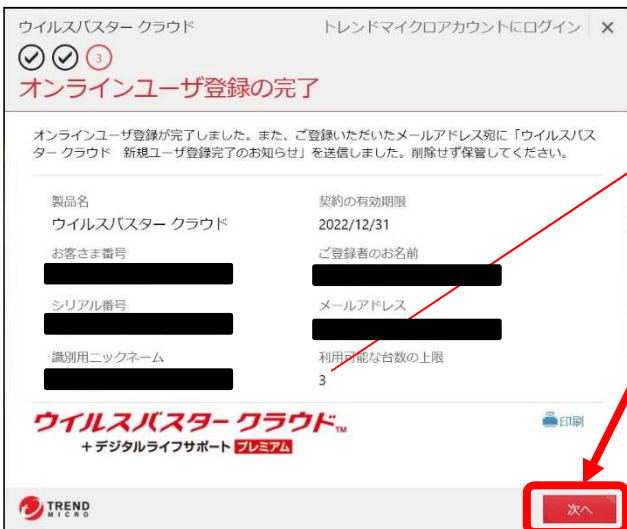 ウイルスバスター クラウド
トレンドマイクロアカウントにログイン ×
3
オンラインユーザ登録の完了
オンラインユーザ登録が完了しました。また、ご登録いただいたメールアドレス宛に「ウイルスバス
ター クラウド 新規ユーザ登録完了のお知らせ」を送信しました。削除せず保管してください。
製品名
ウイルスバスター クラウド
契約の有効期限
2022/12/31
お客さま番号
ご登録者のお名前
シリアル番号
メールアドレス
識別用ニックネーム
利用可能な台数の上限
3
ウイルスバスター クラウド™
+デジタルライフサポート プレミアム
印刷
TREND
MICRO
次へ